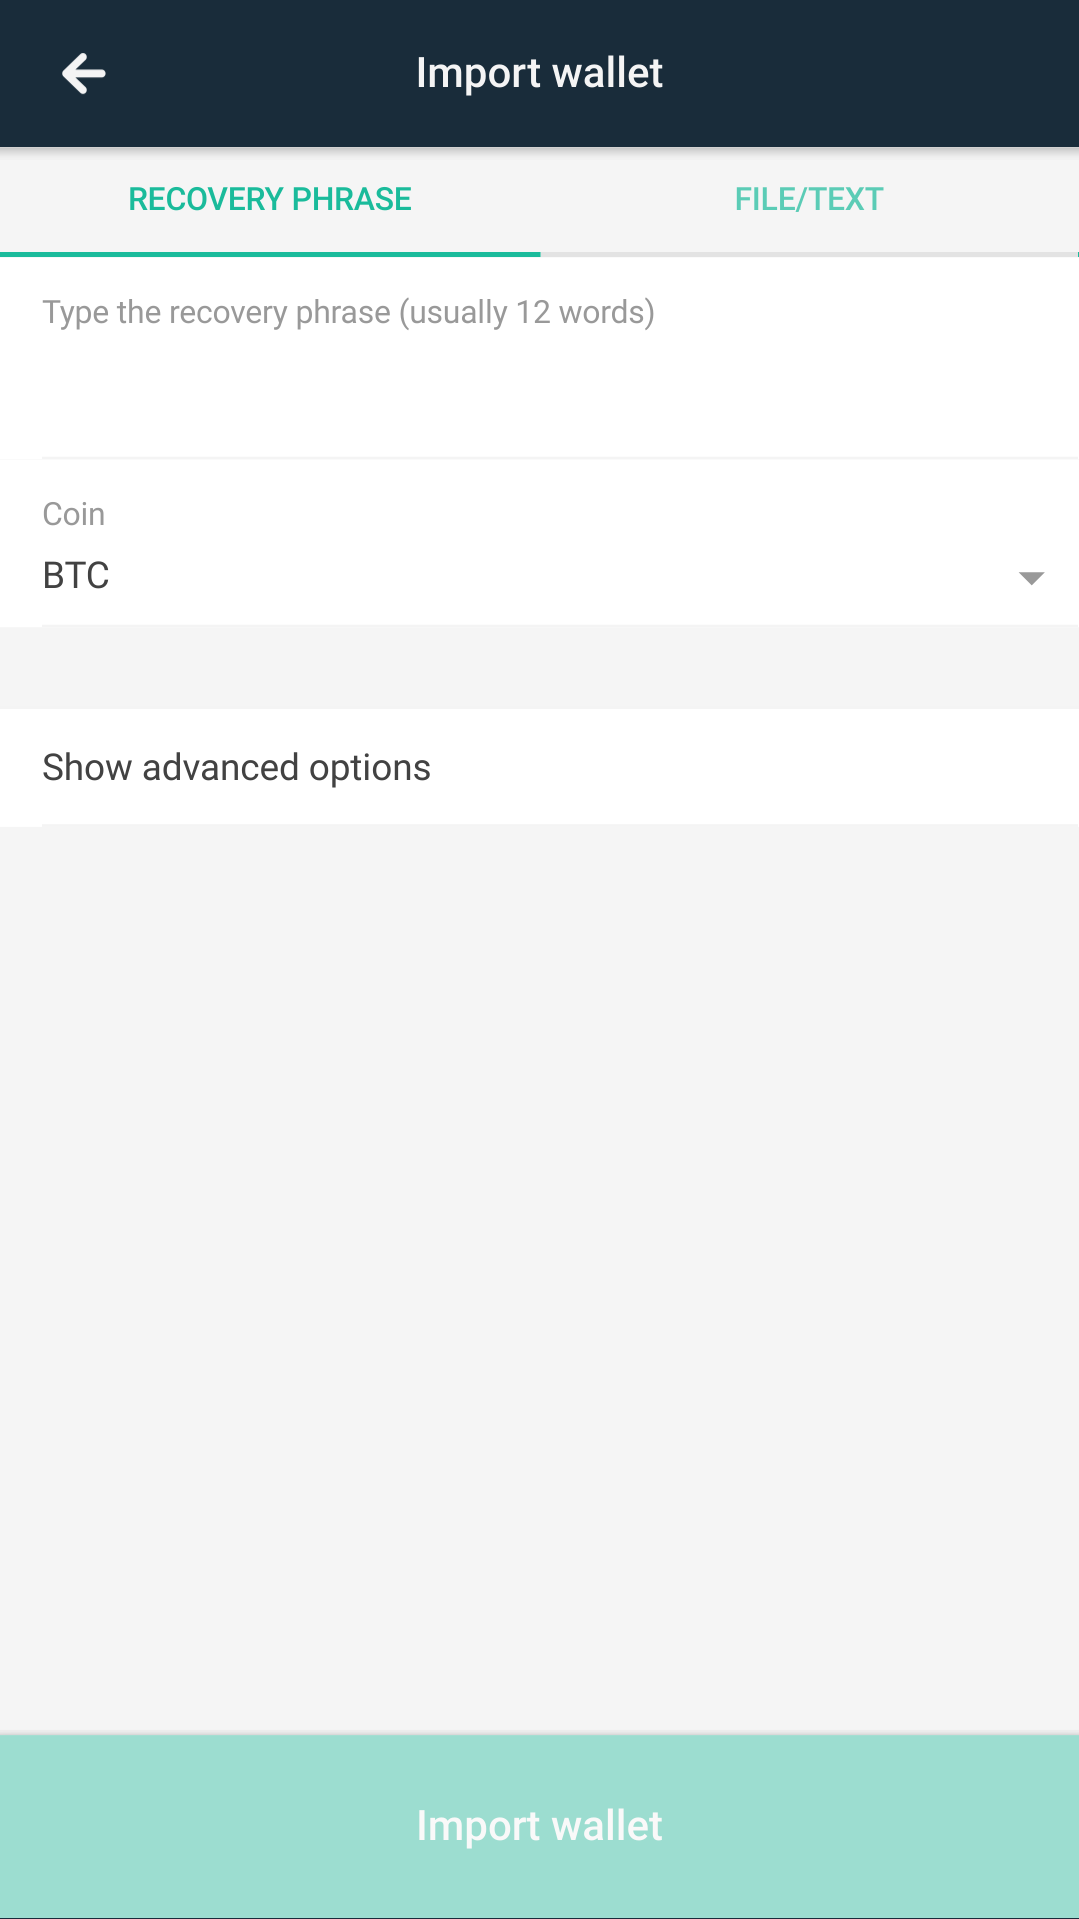 Import wallet
RECOVERY PHRASE
FILE/TEXT
Type the recovery phrase (usually 12 words)
Coin
BTC
Show advanced options
Import wallet